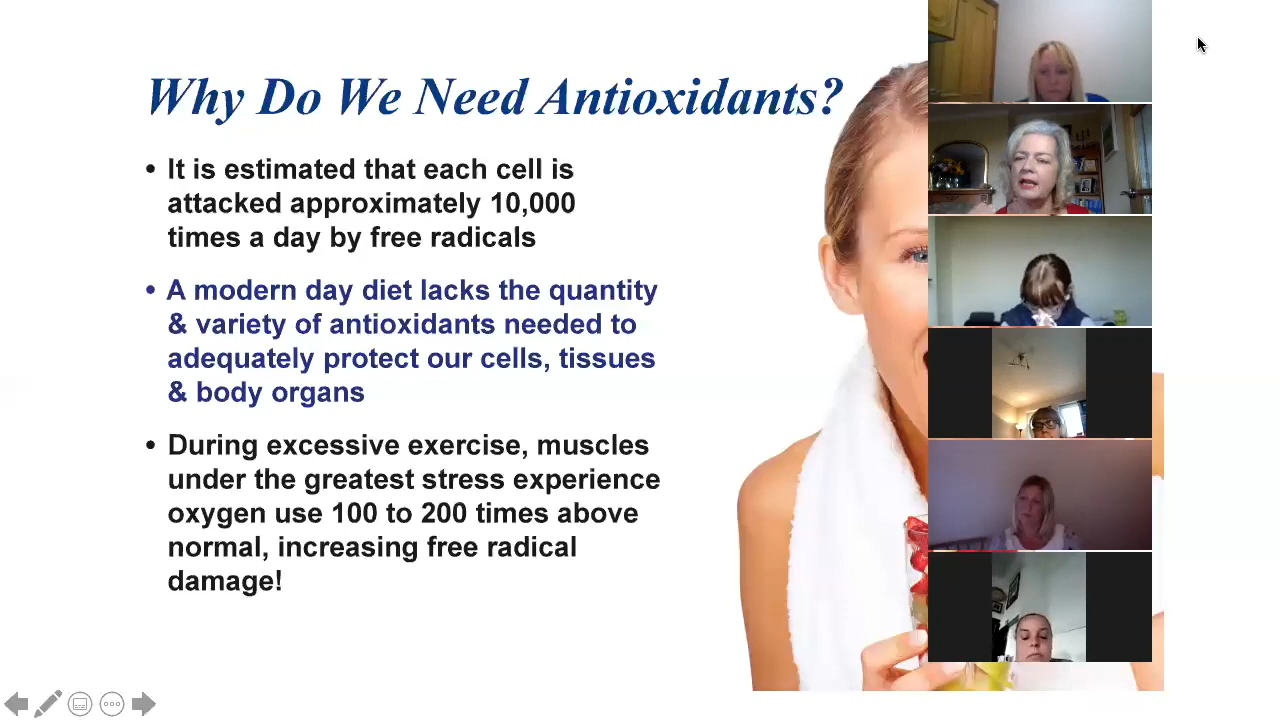 Why Do We Need Antioxidants?
• It is estimated that each cell is
attacked approximately 10,000
times a day by free radicals
• A modern day diet lacks the quantity
& variety of antioxidants needed to
adequately protect our cells, tissues
& body organs
• During excessive exercise, muscles
under the greatest stress experience
oxygen use 100 to 200 times above
normal, increasing free radical
damage!